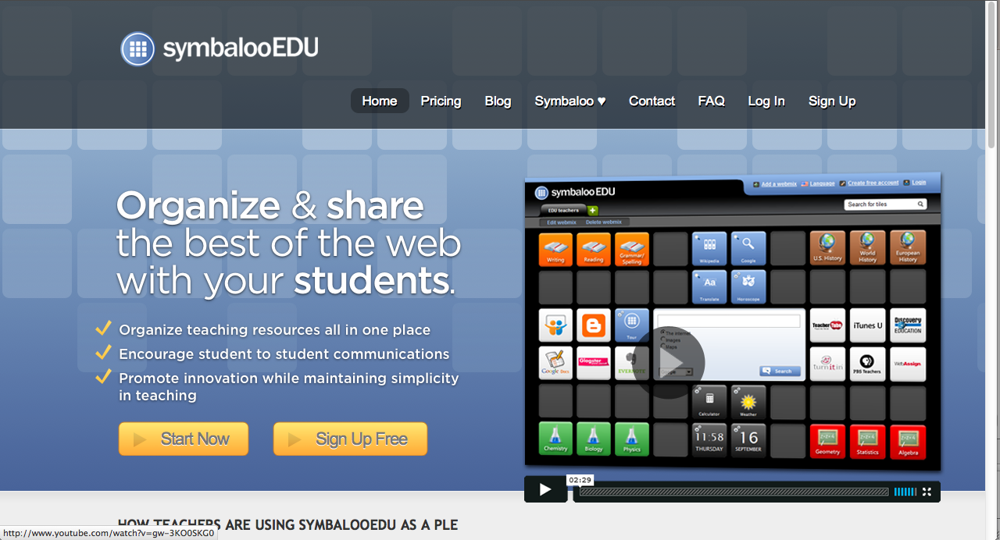 symbalooEDU
Home Pricing Blog Symbaloo ♥ Contact FAQ Log In Sign Up
Organize & share
the best of the web
with your students.
Organize teaching resources all in one place
Encourage student to student communications
Promote innovation while maintaining simplicity
in teaching
Start Now Sign Up Free
symbaloo EDU
Add a webmix Language Create free account Login
EDU teachers
Search for tiles
Edit webmix Delete webmix
Writing Reading Grammar/ Spelling Wikipedia Google U.S. History World History European History
Translate Horoscope
Tour TeacherTube iTunes U Discovery EDUCATION
The internet
Images
Maps
Google Docs Glogster EVERNOTE Google Search turnitin PBS Teachers WebAssign
Calculator Weather
Chemistry Biology Physics 11:58 THURSDAY 16 SEPTEMBER Geometry Statistics Algebra
02:29
HOW TEACHERS ARE USING SYMBALOOEDU AS A PLE
http://www.youtube.com/watch?v=gw-3KO0SKG0